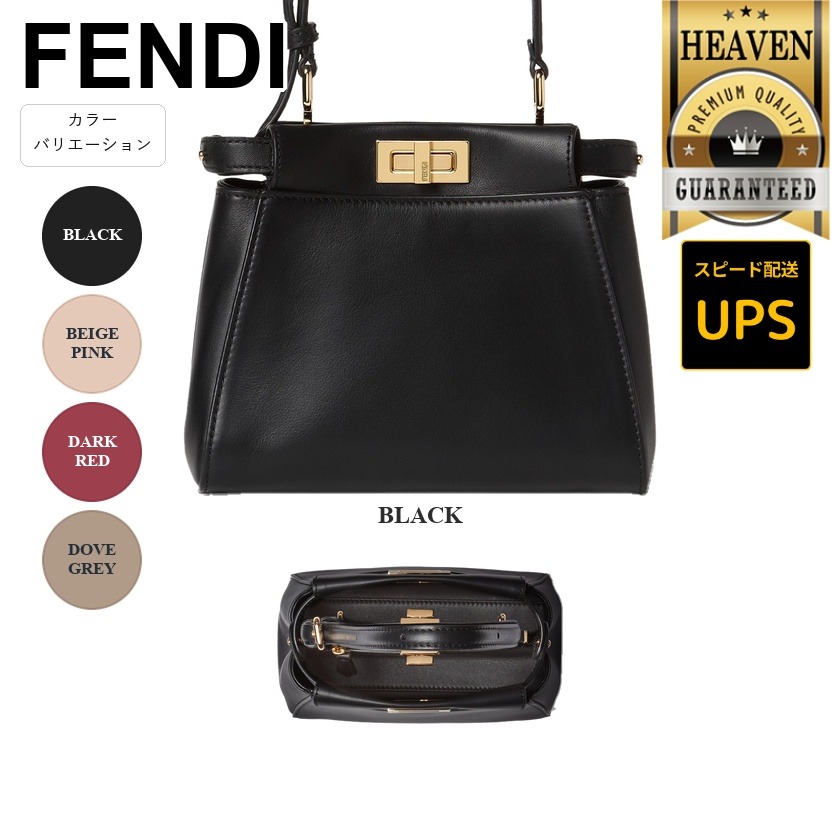 FENDI
カラー
バリエーション
BLACK
BEIGE
PINK
DARK
RED
DOVE
GREY
FENDI
HEAVEN
PREMIUM QUALITY
GUARANTEED
スピード配送
UPS
BLACK